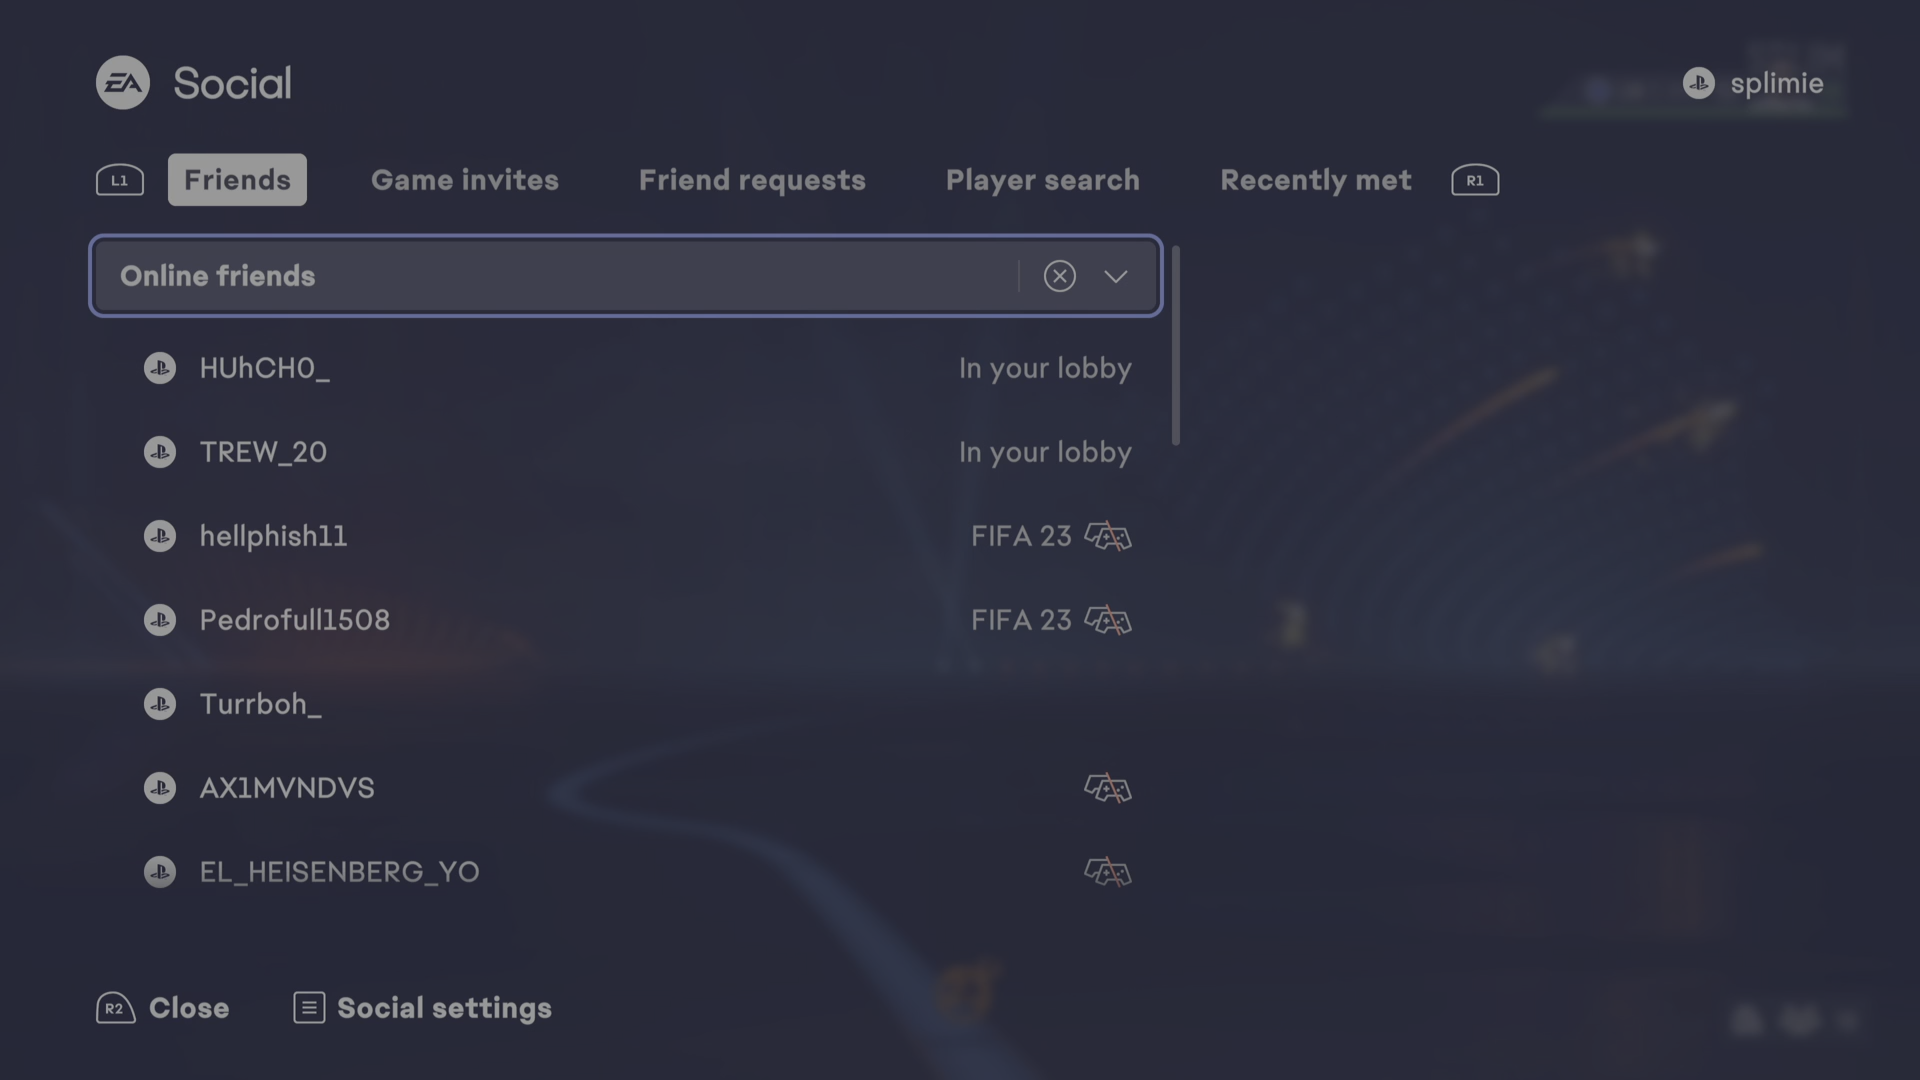 EA Social
splimie
L1 Friends Game invites Friend requests Player search Recently met R1
Online friends
HUhCH0_ In your lobby
TREW_20 In your lobby
hellphish11 FIFA 23
Pedrofull1508 FIFA 23
Turrboh_
AX1MVNDVS
EL_HEISENBERG_YO
R2 Close Social settings